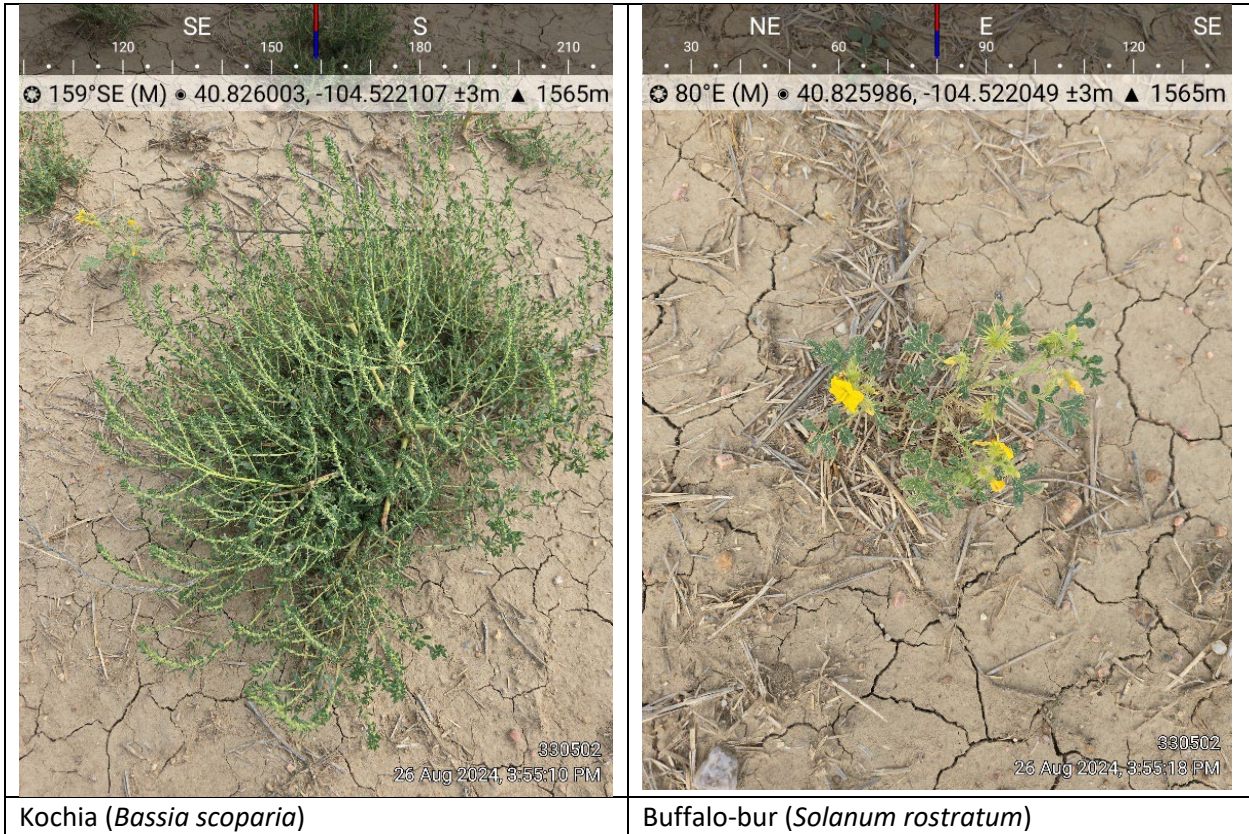 SE S
120 150 180 210
159°SE (M) 40.826003, -104.522107 ±3m ▲ 1565m
330502
26 Aug 2024, 3:55:10 PM
Kochia (Bassia scoparia)
NE E SE
30 60 90 120
80°E (M) 40.825986, -104.522049 ±3m ▲ 1565m
330502
26 Aug 2024, 3:55:18 PM
Buffalo-bur (Solanum rostratum)